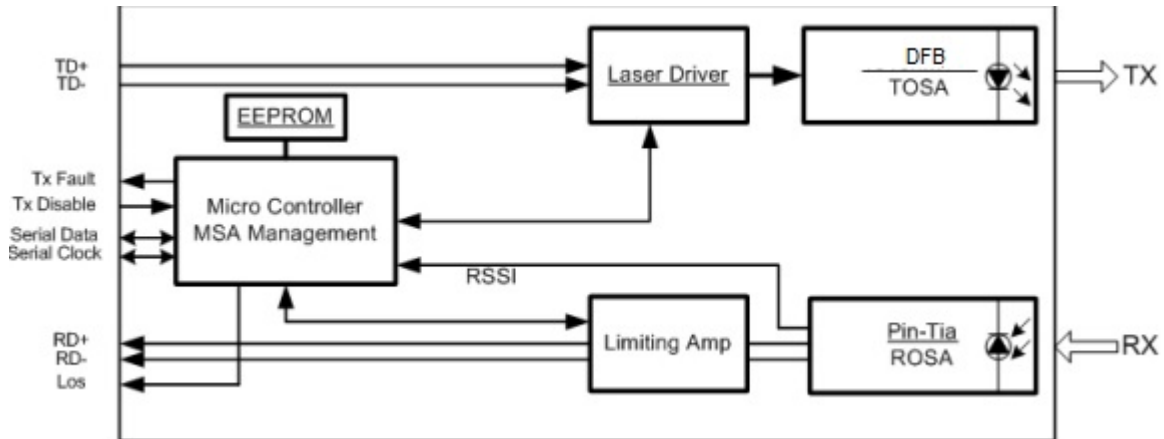 TD+
TD-
Laser Driver
DFB
TOSA
TX
EEPROM
Tx Fault
Tx Disable
Serial Data
Serial Clock
Micro Controller
MSA Management
RSSI
RD+
RD-
Los
Limiting Amp
Pin-Tia
ROSA
RX